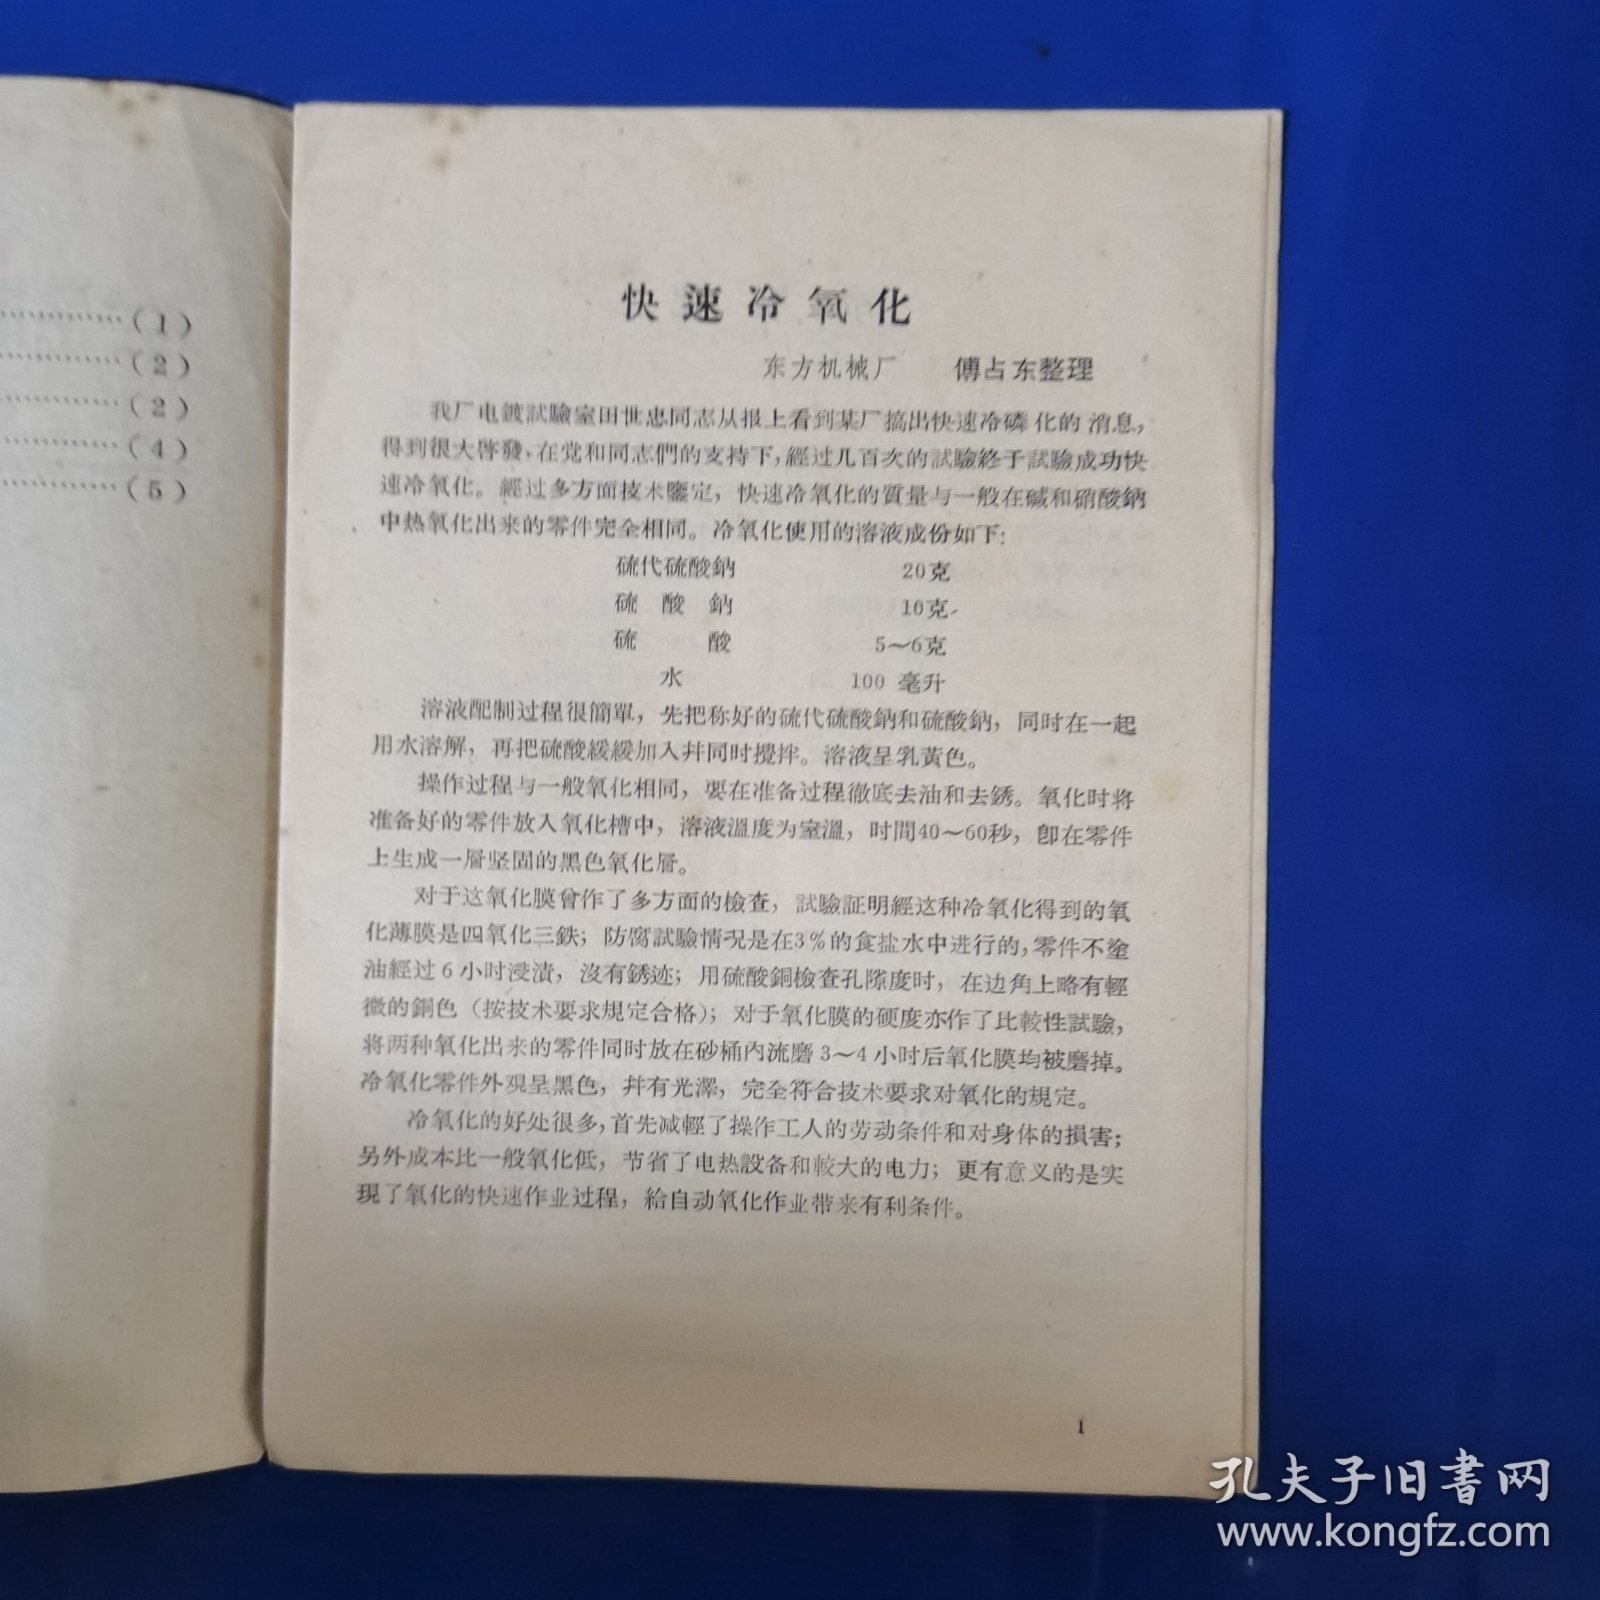 ……………(1)
……………(2)
……………(2)
……………(4)
……………(5)
快速冷氧化
东方机械厂 傅占东整理
我厂电鍍試驗室田世忠同志从报上看到某厂搞出快速冷磷化的消息，
得到很大啓發，在党和同志們的支持下，經过几百次的試驗終于試驗成功快
速冷氧化。經过多方面技术鑒定，快速冷氧化的質量与一般在碱和硝酸鈉
中热氧化出来的零件完全相同。冷氧化使用的溶液成份如下：
硫代硫酸鈉 20克
硫酸鈉 10克
硫酸 5～6克
水 100毫升
溶液配制过程很簡單，先把称好的硫代硫酸鈉和硫酸鈉，同时在一起
用水溶解，再把硫酸緩緩加入幷同时攪拌。溶液呈乳黃色。
操作过程与一般氧化相同，要在准备过程徹底去油和去銹。氧化时将
准备好的零件放入氧化槽中，溶液溫度为室溫，时間40～60秒，卽在零件
上生成一層坚固的黑色氧化層。
对于这氧化膜曾作了多方面的檢查，試驗証明經这种冷氧化得到的氧
化薄膜是四氧化三鉄；防腐試驗情况是在3%的食盐水中进行的，零件不塗
油經过6小时浸漬，沒有銹迹；用硫酸銅檢查孔隙度时，在边角上略有輕
微的銅色（按技术要求規定合格）；对于氧化膜的硬度亦作了比較性試驗，
将两种氧化出来的零件同时放在砂桶內流磨3～4小时后氧化膜均被磨掉。
冷氧化零件外观呈黑色，幷有光澤，完全符合技术要求对氧化的規定。
冷氧化的好处很多，首先减輕了操作工人的劳动条件和对身体的損害；
另外成本比一般氧化低，节省了电热設备和較大的电力；更有意义的是实
現了氧化的快速作业过程，給自动氧化作业带来有利条件。
1
孔夫子旧書网
www.kongfz.com